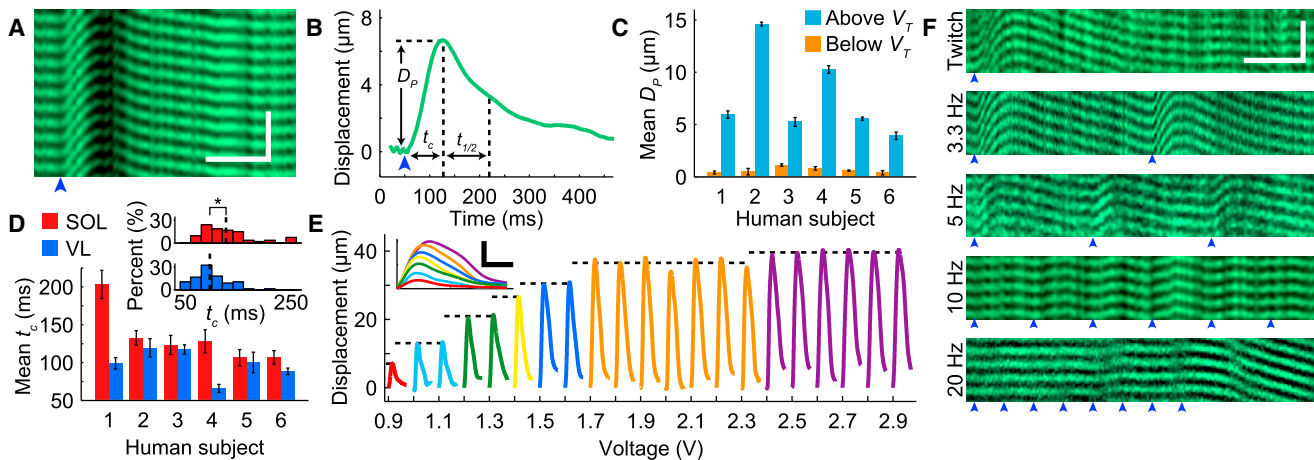 A
B
Displacement (µm)
8
4
0
D_P
t_c
t_1/2
0
100
200
300
400
Time (ms)
C
Mean D_P (µm)
15
10
5
0
Above V_T
Below V_T
1 2 3 4 5 6
Human subject
D
SOL
VL
Mean t_c (ms)
200
150
100
50
1 2 3 4 5 6
Human subject
Percent (%)
*
30
0
30
0
50
250
t_c (ms)
E
Displacement (µm)
40
20
0
0.9 1.1 1.3 1.5 1.7 1.9 2.1 2.3 2.5 2.7 2.9
Voltage (V)
F
Twitch
3.3 Hz
5 Hz
10 Hz
20 Hz